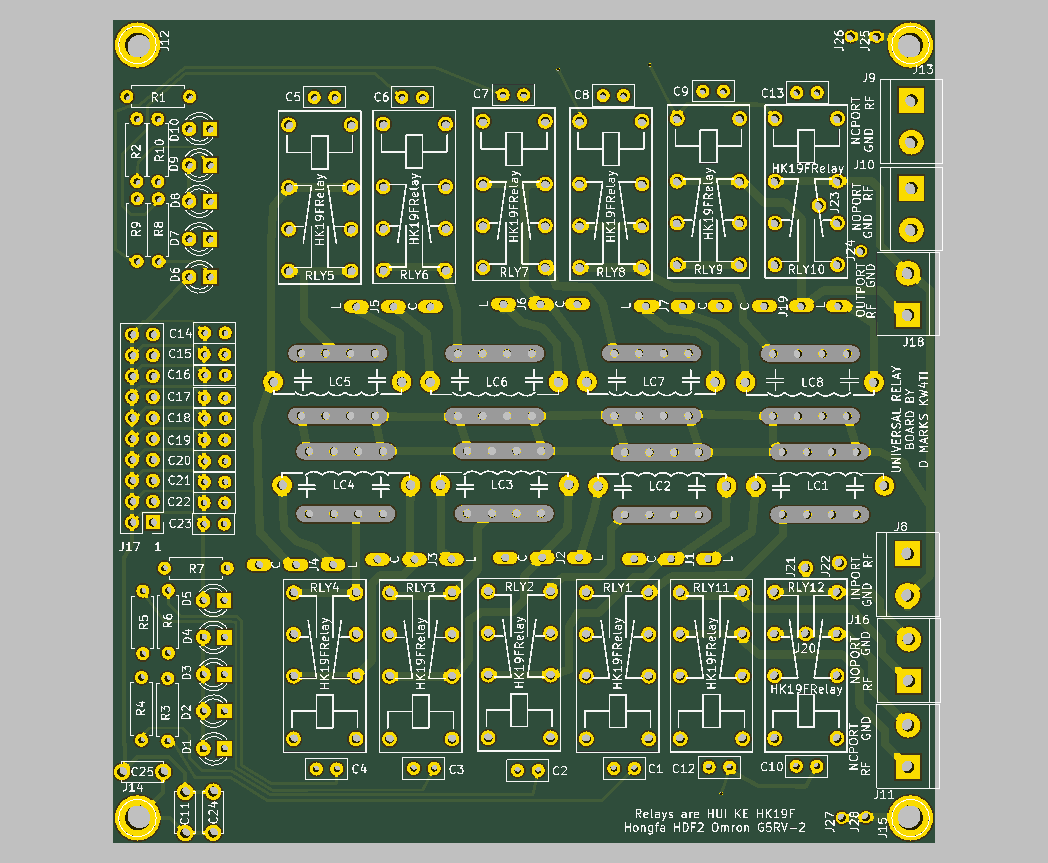 J12
J26
J25
J13
R1
C5
C6
C7
C8
C9
C13
J9
NCPORT
RF
GND
D10
R2
R10
D9
J10
D8
HK19FRelay
HK19FRelay
HK19FRelay
HK19FRelay
HK19FRelay
HK19FRelay
J23
NOPORT
RF
GND
R9
R8
D7
J24
D6
RLY5
RLY6
RLY7
RLY8
RLY9
RLY10
OUTPORT
GND
RF
L
J5
C
L
J6
C
L
J7
C
C
J19
L
J18
C14
C15
C16
LC5
LC6
LC7
LC8
C17
C18
C19
UNIVERSAL RELAY
BOARD BY
D MARKS KW4TI
C20
C21
LC4
LC3
LC2
LC1
C22
C23
J17
1
J8
C
J4
L
C
J3
L
C
J2
L
C
J1
L
J21
J22
INPORT
RF
GND
R7
RLY4
RLY3
RLY2
RLY1
RLY11
RLY12
D5
R5
R6
J16
D4
HK19FRelay
HK19FRelay
HK19FRelay
HK19FRelay
HK19FRelay
J20
NOPORT
GND
RF
D3
HK19FRelay
R4
R3
D2
D1
NCPORT
GND
RF
C25
C4
C3
C2
C1
C12
C10
J14
J11
C11
C24
Relays are HUI KE HK19F
Hongfa HDF2 Omron G5RV-2
J27
J28
J15